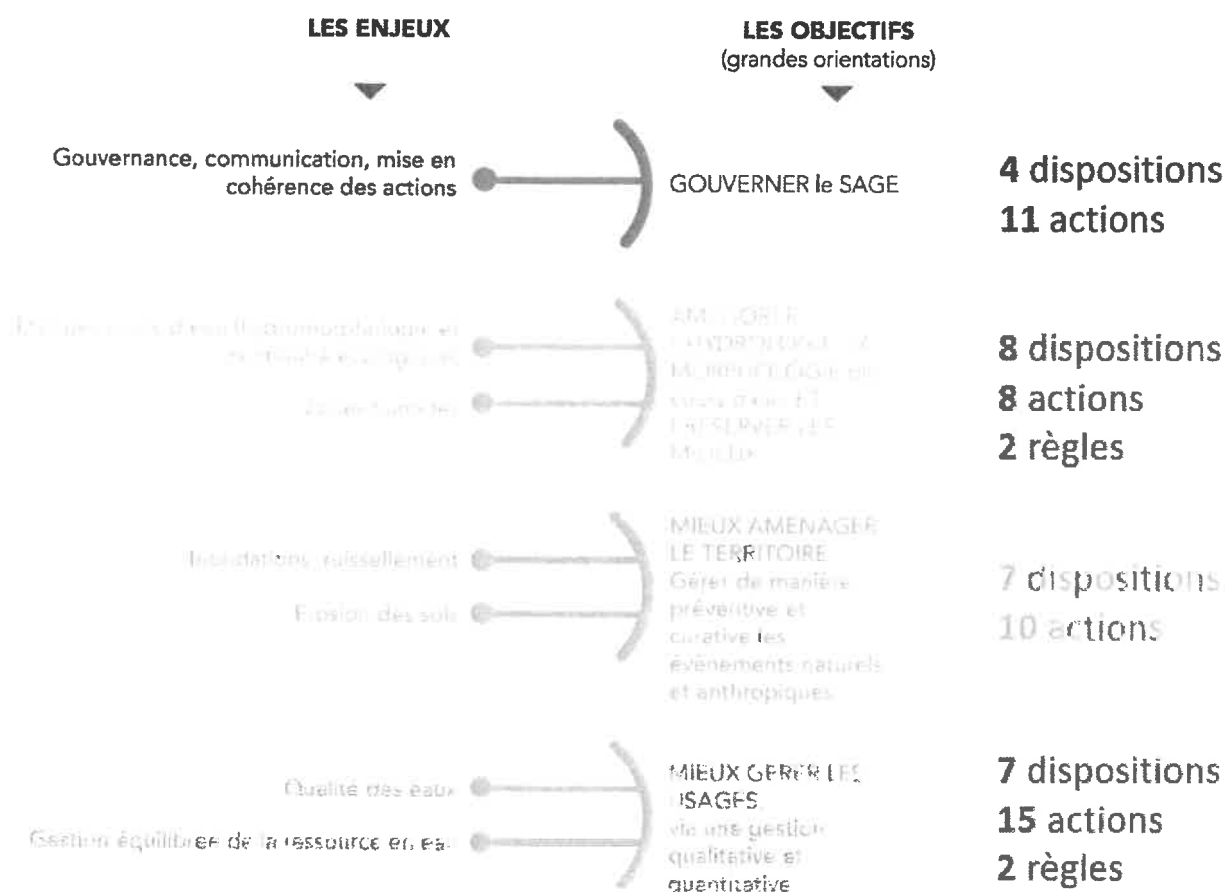 LES ENJEUX
LES OBJECTIFS
(grandes orientations)
Gouvernance, communication, mise en
cohérence des actions
GOUVERNER le SAGE
4 dispositions
11 actions
MILIEUX
8 dispositions
8 actions
2 règles
Inondations, ruissellement
Erosion des sols
MIEUX AMENAGER
LE TERRITOIRE
Gérer de manière
préventive et
curative les
évènements naturels
et anthropiques
7 dispositions
10 actions
Qualité des eaux
Gestion équilibrée de la ressource en eau
MIEUX GERER LES
USAGES
via une gestion
qualitative et
quantitative
7 dispositions
15 actions
2 règles